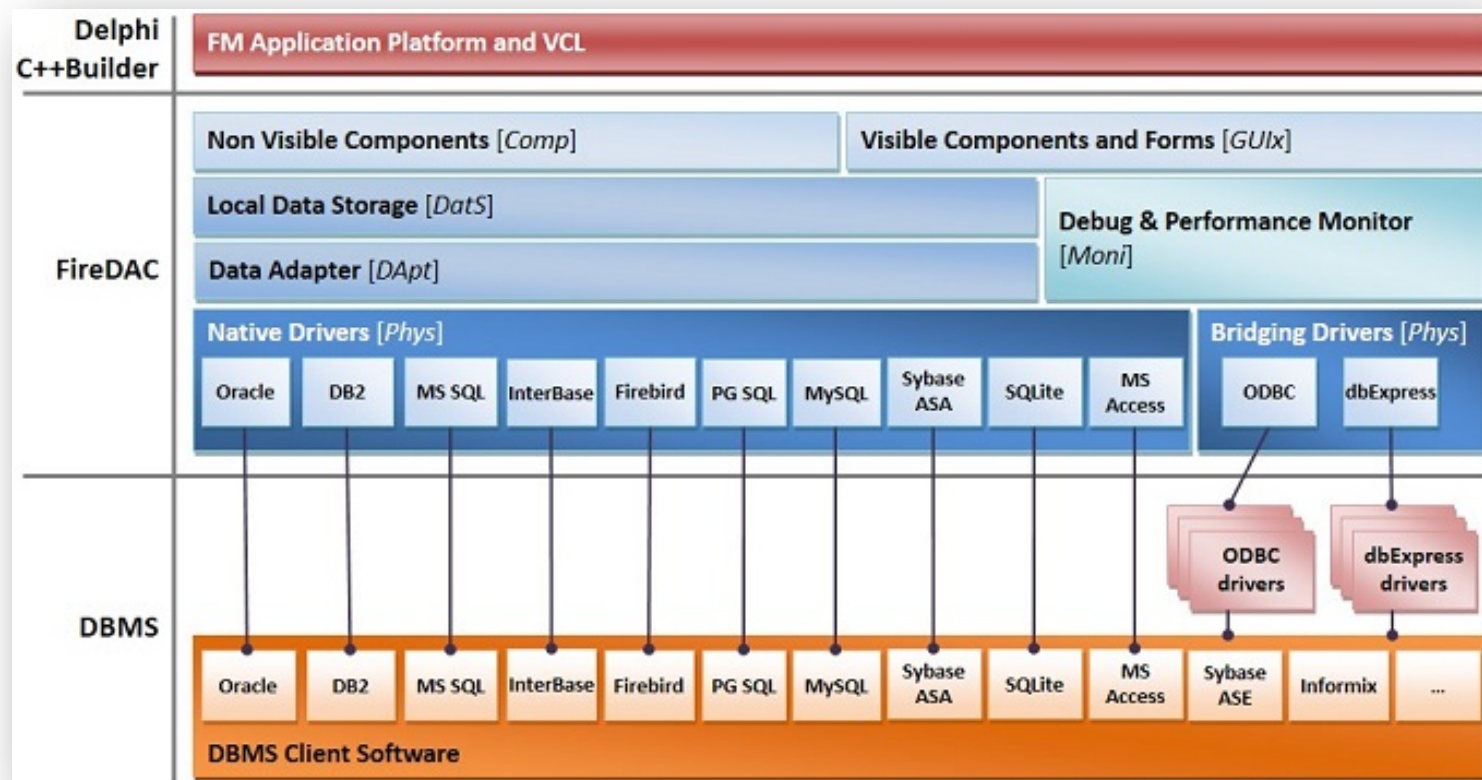 Delphi
C++Builder
FM Application Platform and VCL
Non Visible Components [Comp]
Visible Components and Forms [GUIx]
Local Data Storage [DatS]
Debug & Performance Monitor
[Moni]
FireDAC
Data Adapter [DApt]
Native Drivers [Phys]
Bridging Drivers [Phys]
Oracle
DB2
MS SQL
InterBase
Firebird
PG SQL
MySQL
Sybase
ASA
SQLite
MS
Access
ODBC
dbExpress
ODBC
drivers
dbExpress
drivers
DBMS
Oracle
DB2
MS SQL
InterBase
Firebird
PG SQL
MySQL
Sybase
ASA
SQLite
MS
Access
Sybase
ASE
Informix
...
DBMS Client Software